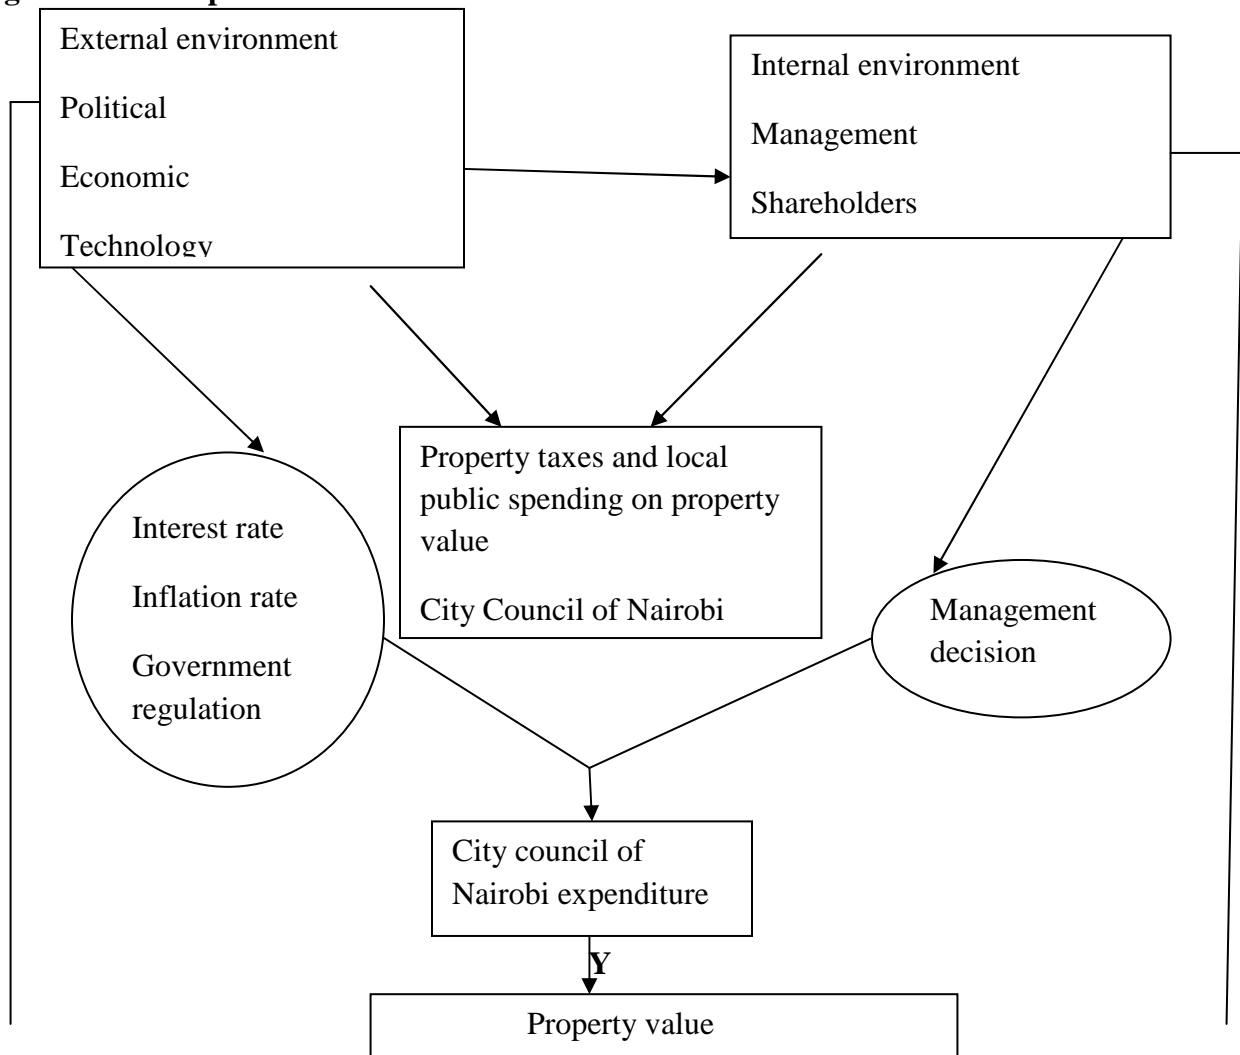 External environment
Political
Economic
Technology
Internal environment
Management
Shareholders
Interest rate
Inflation rate
Government
regulation
Property taxes and local
public spending on property
value
City Council of Nairobi
Management
decision
City council of
Nairobi expenditure
Y
Property value